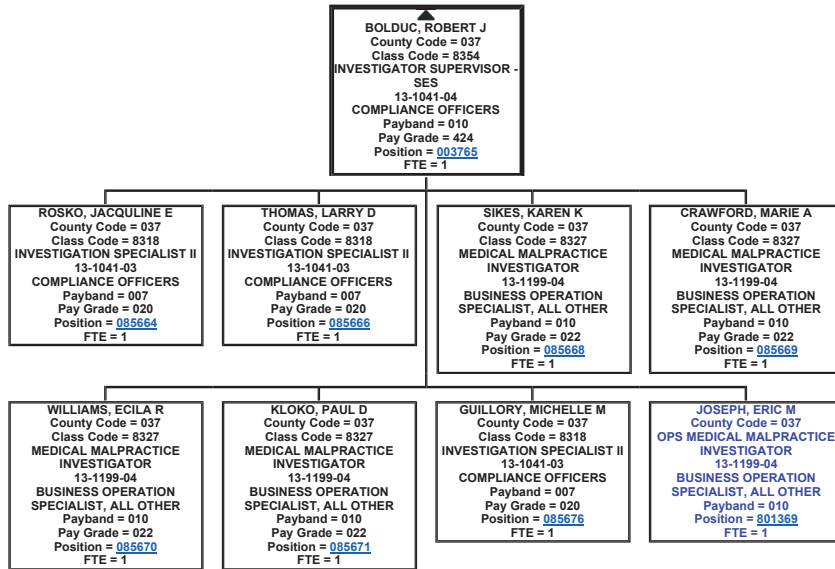 BOLDUC, ROBERT J
County Code = 037
Class Code = 8354
INVESTIGATOR SUPERVISOR -
SES
13-1041-04
COMPLIANCE OFFICERS
Payband = 010
Pay Grade = 424
Position = 003765
FTE = 1
ROSKO, JACQULINE E
County Code = 037
Class Code = 8318
INVESTIGATION SPECIALIST II
13-1041-03
COMPLIANCE OFFICERS
Payband = 007
Pay Grade = 020
Position = 085664
FTE = 1
THOMAS, LARRY D
County Code = 037
Class Code = 8318
INVESTIGATION SPECIALIST II
13-1041-03
COMPLIANCE OFFICERS
Payband = 007
Pay Grade = 020
Position = 085666
FTE = 1
SIKES, KAREN K
County Code = 037
Class Code = 8327
MEDICAL MALPRACTICE
INVESTIGATOR
13-1199-04
BUSINESS OPERATION
SPECIALIST, ALL OTHER
Payband = 010
Pay Grade = 022
Position = 085668
FTE = 1
CRAWFORD, MARIE A
County Code = 037
Class Code = 8327
MEDICAL MALPRACTICE
INVESTIGATOR
13-1199-04
BUSINESS OPERATION
SPECIALIST, ALL OTHER
Payband = 010
Pay Grade = 022
Position = 085669
FTE = 1
WILLIAMS, ECILA R
County Code = 037
Class Code = 8327
MEDICAL MALPRACTICE
INVESTIGATOR
13-1199-04
BUSINESS OPERATION
SPECIALIST, ALL OTHER
Payband = 010
Pay Grade = 022
Position = 085670
FTE = 1
KLOKO, PAUL D
County Code = 037
Class Code = 8327
MEDICAL MALPRACTICE
INVESTIGATOR
13-1199-04
BUSINESS OPERATION
SPECIALIST, ALL OTHER
Payband = 010
Pay Grade = 022
Position = 085671
FTE = 1
GUILLORY, MICHELLE M
County Code = 037
Class Code = 8318
INVESTIGATION SPECIALIST II
13-1041-03
COMPLIANCE OFFICERS
Payband = 007
Pay Grade = 020
Position = 085676
FTE = 1
JOSEPH, ERIC M
County Code = 037
OPS MEDICAL MALPRACTICE
INVESTIGATOR
13-1199-04
BUSINESS OPERATION
SPECIALIST, ALL OTHER
Payband = 010
Position = 801369
FTE = 1